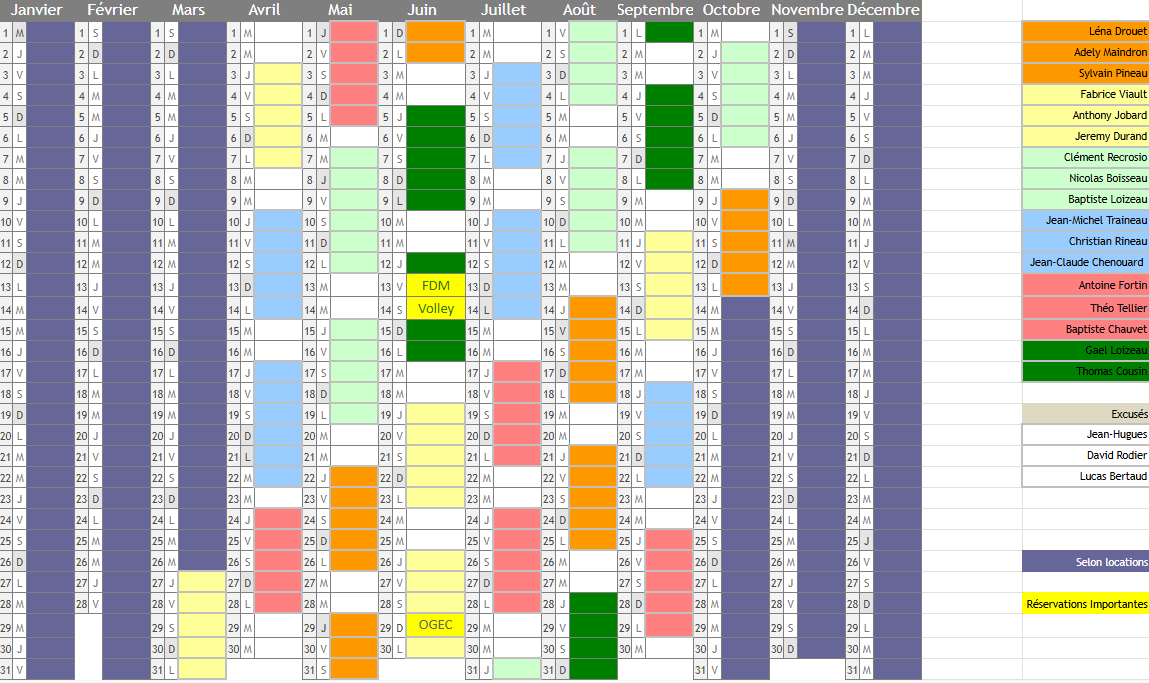 Janvier Février Mars Avril Mai Juin Juillet Août Septembre Octobre Novembre Décembre
1 M 1 S 1 S 1 M 1 J 1 D 1 M 1 V 1 L 1 M 1 S 1 L Léna Drouet
2 J 2 D 2 D 2 M 2 V 2 L 2 M 2 S 2 M 2 J 2 D 2 M Adely Maindron
3 V 3 L 3 L 3 J 3 S 3 M 3 J 3 D 3 M 3 V 3 L 3 M Sylvain Pineau
4 S 4 M 4 M 4 V 4 D 4 M 4 V 4 L 4 J 4 S 4 M 4 J Fabrice Viault
5 D 5 M 5 M 5 S 5 L 5 J 5 S 5 M 5 V 5 D 5 M 5 V Anthony Jobard
6 L 6 J 6 J 6 D 6 M 6 V 6 D 6 M 6 S 6 L 6 J 6 S Jeremy Durand
7 M 7 V 7 V 7 L 7 M 7 S 7 L 7 J 7 D 7 M 7 V 7 D Clément Recrosio
8 M 8 S 8 S 8 M 8 J 8 D 8 M 8 V 8 L 8 M 8 S 8 L Nicolas Boisseau
9 J 9 D 9 D 9 M 9 V 9 L 9 M 9 S 9 M 9 J 9 D 9 M Baptiste Loizeau
10 V 10 L 10 L 10 J 10 S 10 M 10 J 10 D 10 M 10 V 10 L 10 M Jean-Michel Traineau
11 S 11 M 11 M 11 V 11 D 11 M 11 V 11 L 11 J 11 S 11 M 11 J Christian Rineau
12 D 12 M 12 M 12 S 12 L 12 J 12 S 12 M 12 V 12 D 12 M 12 V Jean-Claude Chenouard
13 L 13 J 13 J 13 D 13 M 13 V FDM 13 D 13 M 13 S 13 L 13 J 13 S Antoine Fortin
14 M 14 V 14 V 14 L 14 M 14 S Volley 14 L 14 J 14 D 14 M 14 V 14 D Théo Tellier
15 M 15 S 15 S 15 M 15 J 15 D 15 M 15 V 15 L 15 M 15 S 15 L Baptiste Chauvet
16 J 16 D 16 D 16 M 16 V 16 L 16 M 16 S 16 M 16 J 16 D 16 M Gael Loizeau
17 V 17 L 17 L 17 J 17 S 17 M 17 J 17 D 17 M 17 V 17 L 17 M Thomas Cousin
18 S 18 M 18 M 18 V 18 D 18 M 18 V 18 L 18 J 18 S 18 M 18 J
19 D 19 M 19 M 19 S 19 L 19 J 19 S 19 M 19 V 19 D 19 M 19 V Excusés
20 L 20 J 20 J 20 D 20 M 20 V 20 D 20 M 20 S 20 L 20 J 20 S Jean-Hugues
21 M 21 V 21 V 21 L 21 M 21 S 21 L 21 J 21 D 21 M 21 V 21 D David Rodier
22 M 22 S 22 S 22 M 22 J 22 D 22 M 22 V 22 L 22 M 22 S 22 L Lucas Bertaud
23 J 23 D 23 D 23 M 23 V 23 L 23 M 23 S 23 M 23 J 23 D 23 M
24 V 24 L 24 L 24 J 24 S 24 M 24 J 24 D 24 M 24 V 24 L 24 M
25 S 25 M 25 M 25 V 25 D 25 M 25 V 25 L 25 J 25 S 25 M 25 J
26 D 26 M 26 M 26 S 26 L 26 J 26 S 26 M 26 V 26 D 26 M 26 V Selon locations
27 L 27 J 27 J 27 D 27 M 27 V 27 D 27 M 27 S 27 L 27 J 27 S
28 M 28 V 28 V 28 L 28 M 28 S 28 L 28 J 28 D 28 M 28 V 28 D Réservations Importantes
29 M 29 S 29 M 29 J 29 D OGEC 29 M 29 V 29 L 29 M 29 S 29 L
30 J 30 D 30 M 30 V 30 L 30 M 30 S 30 M 30 J 30 D 30 M
31 V 31 L 31 S 31 J 31 D 31 V 31 M